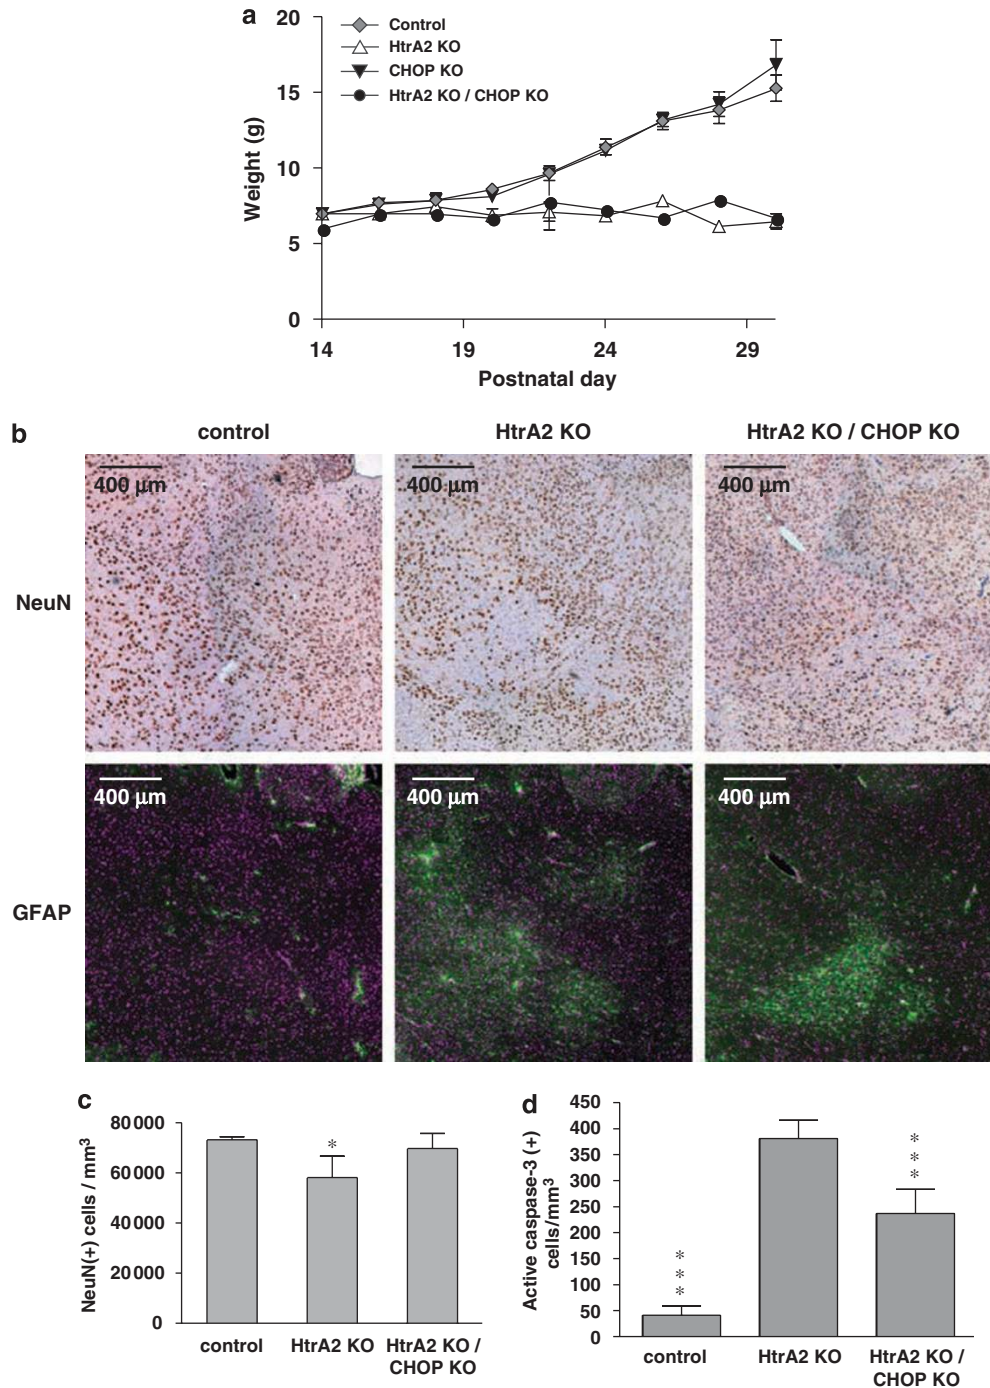 a
20
15
10
5
0
Weight (g)
Control
HtrA2 KO
CHOP KO
HtrA2 KO / CHOP KO
14 19 24 29
Postnatal day
b
control HtrA2 KO HtrA2 KO / CHOP KO
NeuN
400 μm 400 μm 400 μm
GFAP
400 μm 400 μm 400 μm
c
NeuN(+) cells / mm³
80 000
60 000
40 000
20 000
0
*
control HtrA2 KO HtrA2 KO /
CHOP KO
d
Active caspase-3 (+)
cells/mm³
450
400
350
300
250
200
150
100
50
0
***
***
control HtrA2 KO HtrA2 KO /
CHOP KO